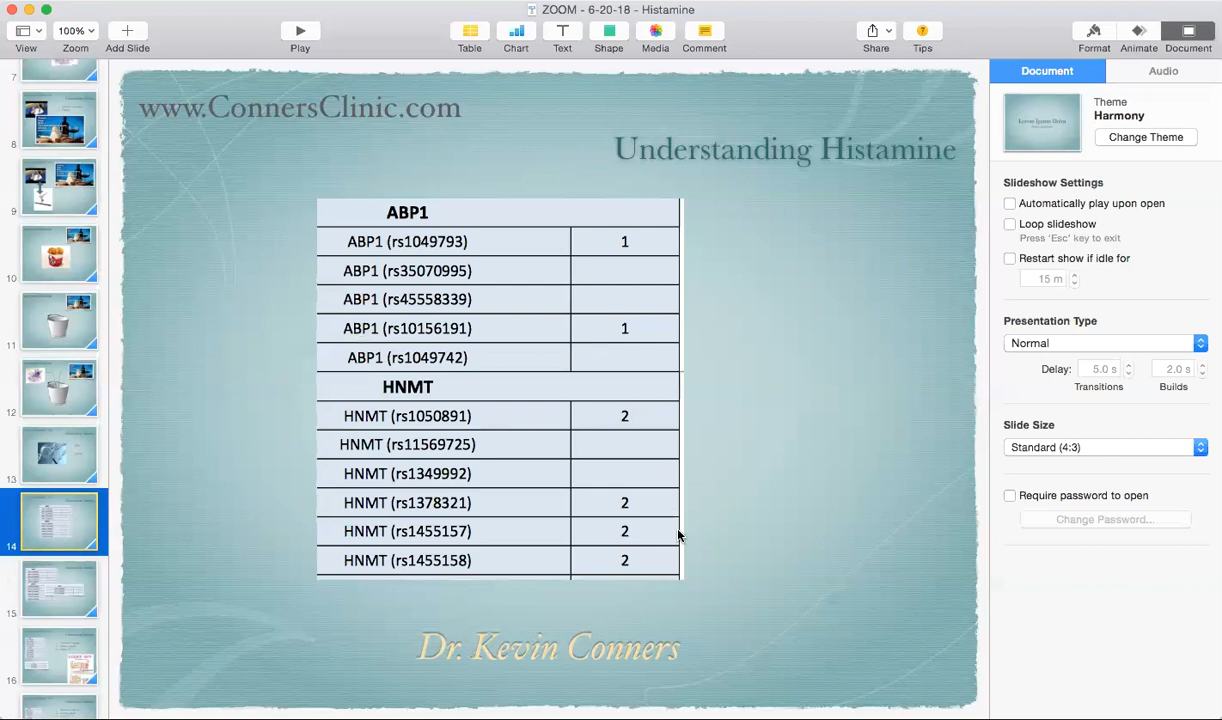 ZOOM - 6-20-18 - Histamine
100%
View Zoom Add Slide Play Table Chart Text Shape Media Comment Share Tips Format Animate Document
7
8
9
10
11
12
13
14
15
16
www.ConnersClinic.com
Understanding Histamine
ABP1
ABP1 (rs1049793) 1
ABP1 (rs35070995)
ABP1 (rs45558339)
ABP1 (rs10156191) 1
ABP1 (rs1049742)
HNMT
HNMT (rs1050891) 2
HNMT (rs11569725)
HNMT (rs1349992)
HNMT (rs1378321) 2
HNMT (rs1455157) 2
HNMT (rs1455158) 2
Dr. Kevin Conners
Document Audio
Theme
Harmony
Change Theme
Slideshow Settings
Automatically play upon open
Loop slideshow
Press 'Esc' key to exit
Restart show if idle for
15 m
Presentation Type
Normal
Delay: 5.0 s 2.0 s
Transitions Builds
Slide Size
Standard (4:3)
Require password to open
Change Password...